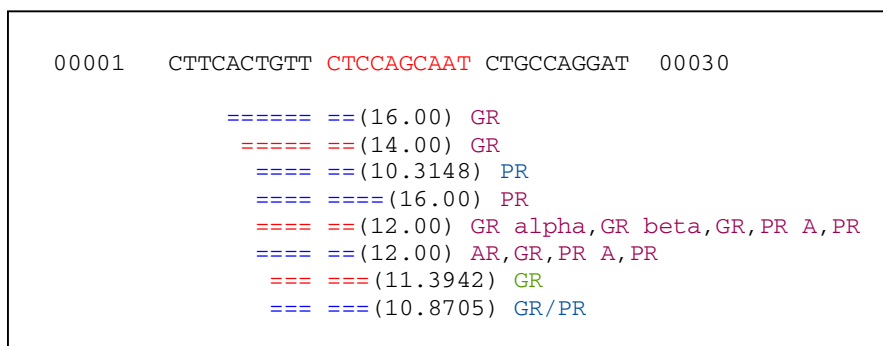 00001 CTTCACTGTT CTCCAGCAAT CTGCCAGGAT 00030
====== ==(16.00) GR
===== ==(14.00) GR
==== ==(10.3148) PR
==== ====(16.00) PR
==== ==(12.00) GR alpha,GR beta,GR,PR A,PR
==== ==(12.00) AR,GR,PR A,PR
=== ===(11.3942) GR
=== ===(10.8705) GR/PR